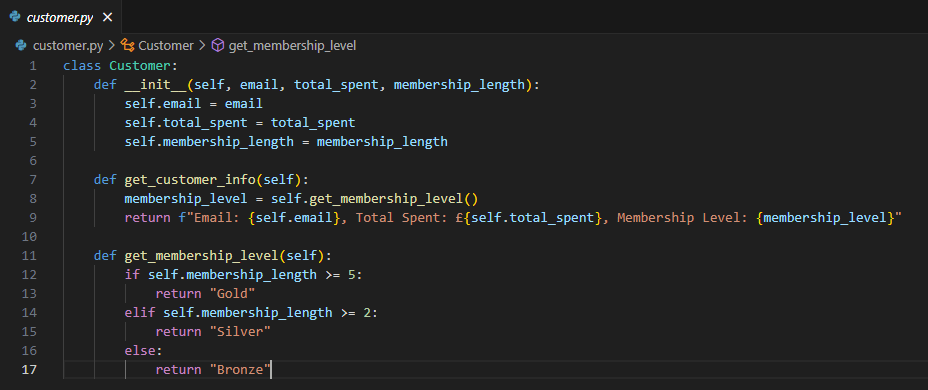 customer.py ×
customer.py > Customer > get_membership_level
1 class Customer:
2     def __init__(self, email, total_spent, membership_length):
3         self.email = email
4         self.total_spent = total_spent
5         self.membership_length = membership_length
6
7     def get_customer_info(self):
8         membership_level = self.get_membership_level()
9         return f"Email: {self.email}, Total Spent: £{self.total_spent}, Membership Level: {membership_level}"
10
11     def get_membership_level(self):
12         if self.membership_length >= 5:
13             return "Gold"
14         elif self.membership_length >= 2:
15             return "Silver"
16         else:
17             return "Bronze"